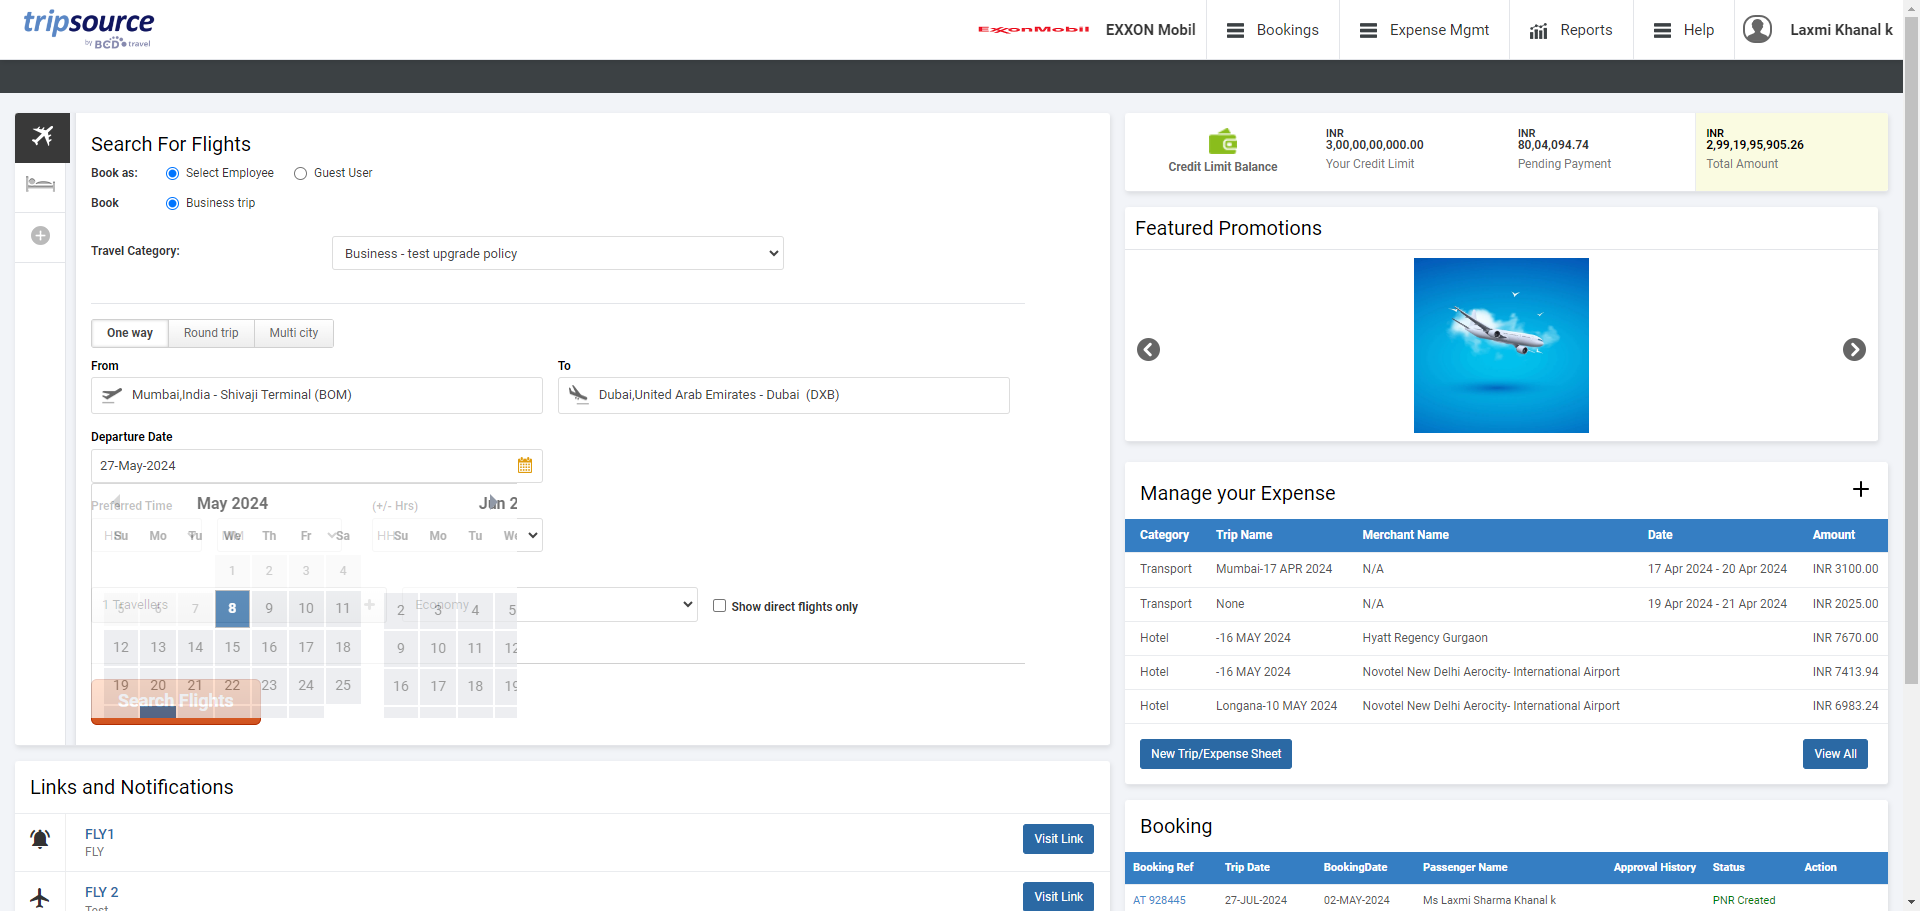 tripsource
by BCD travel
ExxonMobil EXXON Mobil
Bookings
Expense Mgmt
Reports
Help
Laxmi Khanal k
Search For Flights
Book as: Select Employee Guest User
Book Business trip
Travel Category: Business - test upgrade policy
One way Round trip Multi city
From To
Mumbai,India - Shivaji Terminal (BOM) Dubai,United Arab Emirates - Dubai (DXB)
Departure Date
27-May-2024
Preferred Time May 2024 (+/- Hrs) Jun 2
Su Mo Tu We Th Fr Sa Su Mo Tu We
1 2 3 4
1 Travellers Economy Show direct flights only
5 6 7 8 9 10 11 2 3 4 5
12 13 14 15 16 17 18 9 10 11 12
19 20 21 22 23 24 25 16 17 18 19
Search Flights
Links and Notifications
FLY1
FLY
Visit Link
FLY 2
Test
Visit Link
Credit Limit Balance
INR
3,00,00,00,000.00
Your Credit Limit
INR
80,04,094.74
Pending Payment
INR
2,99,19,95,905.26
Total Amount
Featured Promotions
Manage your Expense
Category Trip Name Merchant Name Date Amount
Transport Mumbai-17 APR 2024 N/A 17 Apr 2024 - 20 Apr 2024 INR 3100.00
Transport None N/A 19 Apr 2024 - 21 Apr 2024 INR 2025.00
Hotel -16 MAY 2024 Hyatt Regency Gurgaon INR 7670.00
Hotel -16 MAY 2024 Novotel New Delhi Aerocity- International Airport INR 7413.94
Hotel Longana-10 MAY 2024 Novotel New Delhi Aerocity- International Airport INR 6983.24
New Trip/Expense Sheet View All
Booking
Booking Ref Trip Date BookingDate Passenger Name Approval History Status Action
AT 928445 27-JUL-2024 02-MAY-2024 Ms Laxmi Sharma Khanal k PNR Created